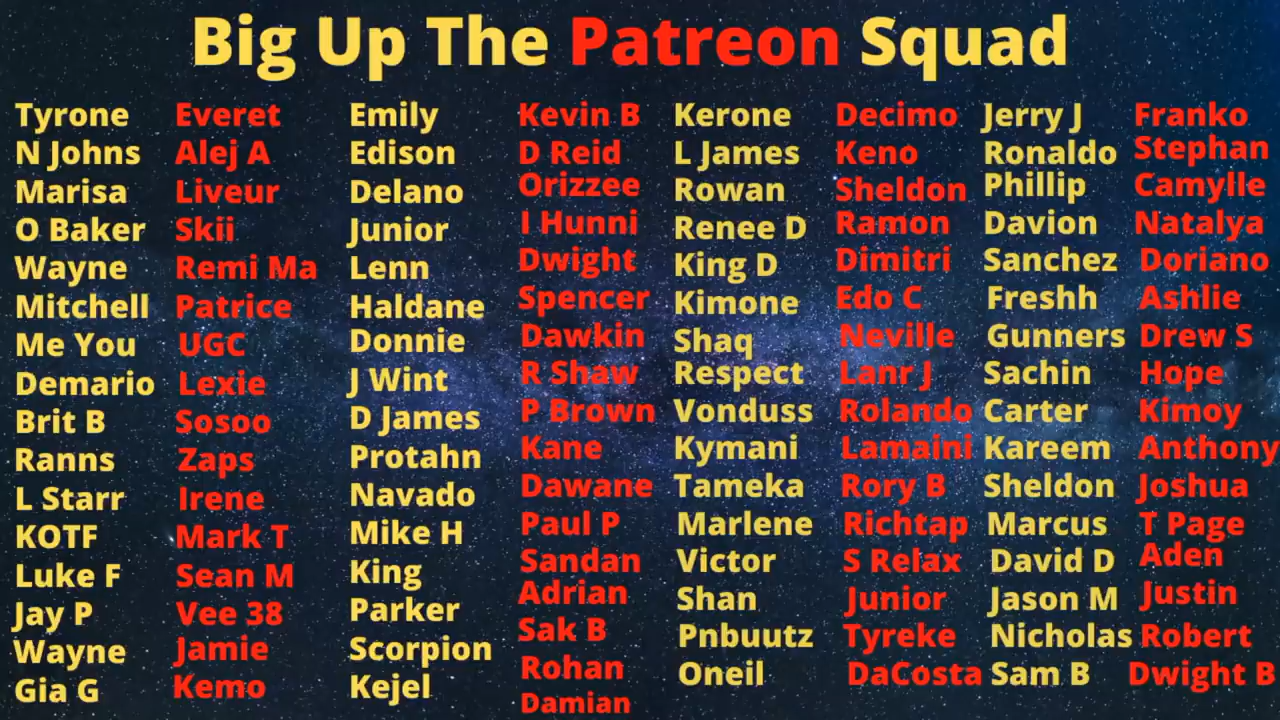 Big Up The Patreon Squad
Tyrone
N Johns
Marisa
O Baker
Wayne
Mitchell
Me You
Demario
Brit B
Ranns
L Starr
KOTF
Luke F
Jay P
Wayne
Gia G
Everet
Alej A
Liveur
Skii
Remi Ma
Patrice
UGC
Lexie
Sosoo
Zaps
Irene
Mark T
Sean M
Vee 38
Jamie
Kemo
Emily
Edison
Delano
Junior
Lenn
Haldane
Donnie
J Wint
D James
Protahn
Navado
Mike H
King
Parker
Scorpion
Kejel
Kevin B
D Reid
Orizzee
I Hunni
Dwight
Spencer
Dawkin
R Shaw
P Brown
Kane
Dawane
Paul P
Sandan
Adrian
Sak B
Rohan
Damian
Kerone
L James
Rowan
Renee D
King D
Kimone
Shaq
Respect
Vonduss
Kymani
Tameka
Marlene
Victor
Shan
Pnbuutz
Oneil
Decimo
Keno
Sheldon
Ramon
Dimitri
Edo C
Neville
Lanr J
Rolando
Lamaini
Rory B
Richtap
S Relax
Junior
Tyreke
DaCosta
Jerry J
Ronaldo
Phillip
Davion
Sanchez
Freshh
Gunners
Sachin
Carter
Kareem
Sheldon
Marcus
David D
Jason M
Nicholas
Sam B
Franko
Stephan
Camylle
Natalya
Doriano
Ashlie
Drew S
Hope
Kimoy
Anthony
Joshua
T Page
Aden
Justin
Robert
Dwight B